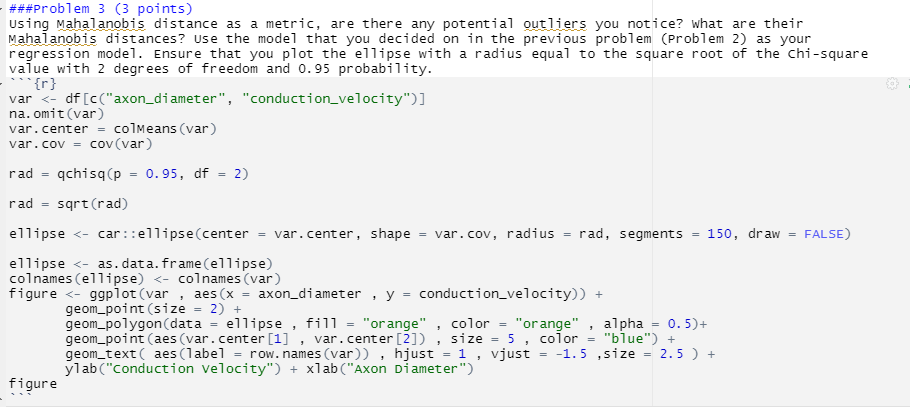 ###Problem 3 (3 points)
Using Mahalanobis distance as a metric, are there any potential outliers you notice? What are their
Mahalanobis distances? Use the model that you decided on in the previous problem (Problem 2) as your
regression model. Ensure that you plot the ellipse with a radius equal to the square root of the Chi-square
value with 2 degrees of freedom and 0.95 probability.
```{r}
var <- df[c("axon_diameter", "conduction_velocity")]
na.omit(var)
var.center = colMeans(var)
var.cov = cov(var)
rad = qchisq(p = 0.95, df = 2)
rad = sqrt(rad)
ellipse <- car::ellipse(center = var.center, shape = var.cov, radius = rad, segments = 150, draw = FALSE)
ellipse <- as.data.frame(ellipse)
colnames(ellipse) <- colnames(var)
figure <- ggplot(var , aes(x = axon_diameter , y = conduction_velocity)) +
geom_point(size = 2) +
geom_polygon(data = ellipse , fill = "orange" , color = "orange" , alpha = 0.5)+
geom_point(aes(var.center[1] , var.center[2]) , size = 5 , color = "blue") +
geom_text( aes(label = row.names(var)) , hjust = 1 , vjust = -1.5 ,size = 2.5 ) +
ylab("Conduction Velocity") + xlab("Axon Diameter")
figure
```